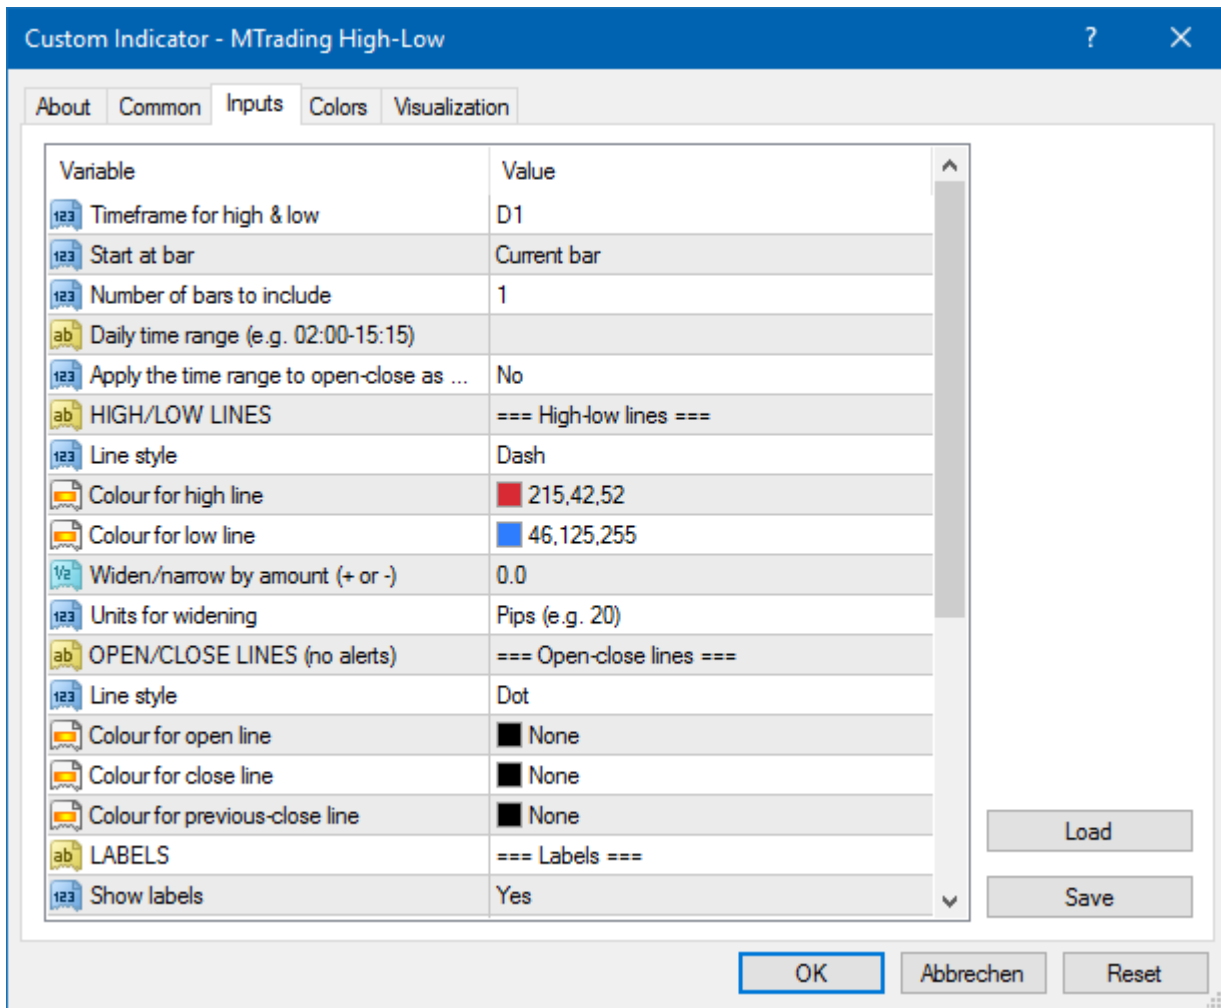 Custom Indicator - MTrading High-Low
About Common Inputs Colors Visualization
Variable Value
Timeframe for high & low D1
Start at bar Current bar
Number of bars to include 1
Daily time range (e.g. 02:00-15:15)
Apply the time range to open-close as ... No
HIGH/LOW LINES === High-low lines ===
Line style Dash
Colour for high line 215,42,52
Colour for low line 46,125,255
Widen/narrow by amount (+ or -) 0.0
Units for widening Pips (e.g. 20)
OPEN/CLOSE LINES (no alerts) === Open-close lines ===
Line style Dot
Colour for open line None
Colour for close line None
Colour for previous-close line None
LABELS === Labels ===
Show labels Yes
Load
Save
OK Abbrechen Reset